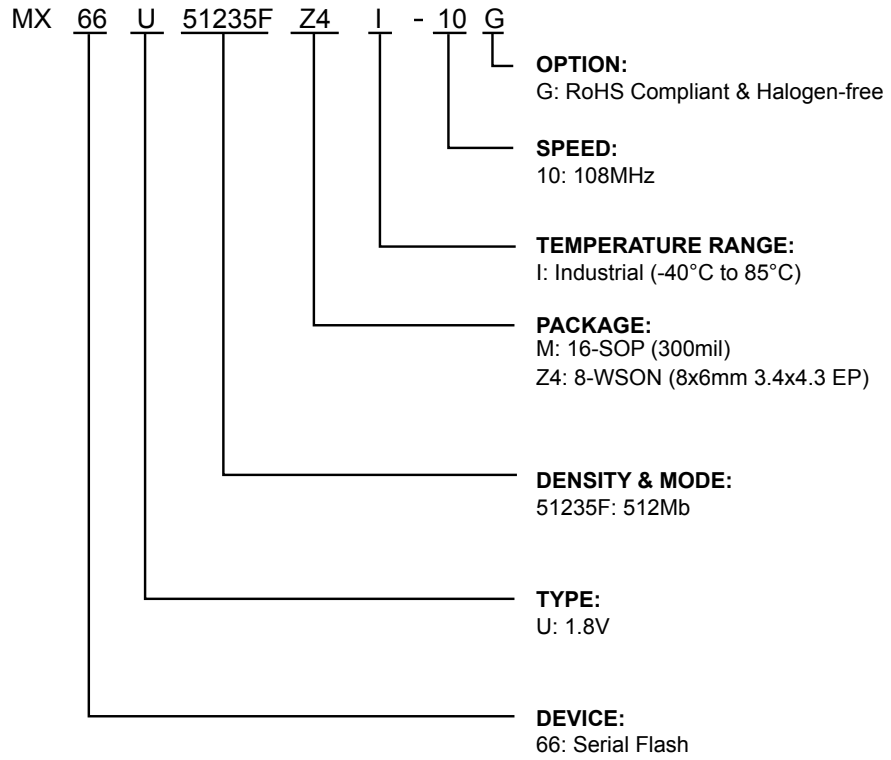 MX 66 U 51235F Z4 I - 10 G
OPTION:
G: RoHS Compliant & Halogen-free
SPEED:
10: 108MHz
TEMPERATURE RANGE:
I: Industrial (-40°C to 85°C)
PACKAGE:
M: 16-SOP (300mil)
Z4: 8-WSON (8x6mm 3.4x4.3 EP)
DENSITY & MODE:
51235F: 512Mb
TYPE:
U: 1.8V
DEVICE:
66: Serial Flash